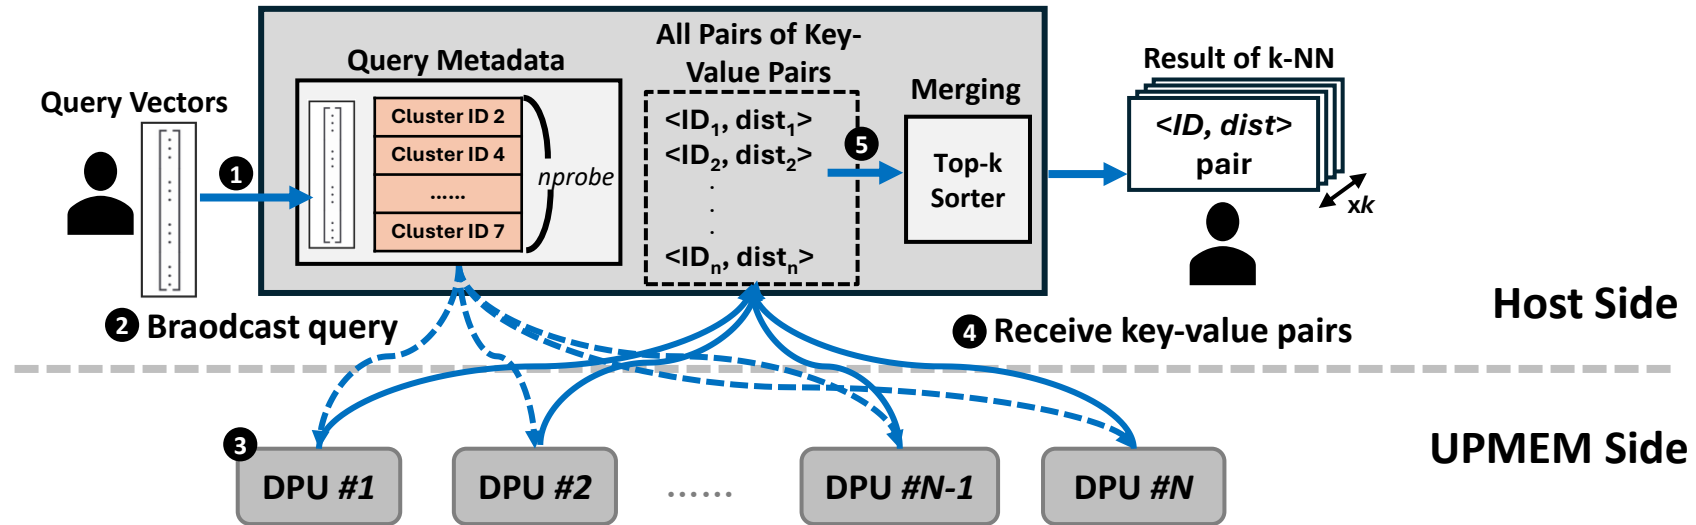 Query Vectors
1
Query Metadata
Cluster ID 2
Cluster ID 4
......
Cluster ID 7
nprobe
All Pairs of Key-
Value Pairs
<ID1, dist1>
<ID2, dist2>
.
.
.
<IDn, distn>
5
Merging
Top-k
Sorter
Result of k-NN
<ID, dist>
pair
xk
2 Braodcast query
4 Receive key-value pairs
Host Side
UPMEM Side
3
DPU #1
DPU #2
......
DPU #N-1
DPU #N